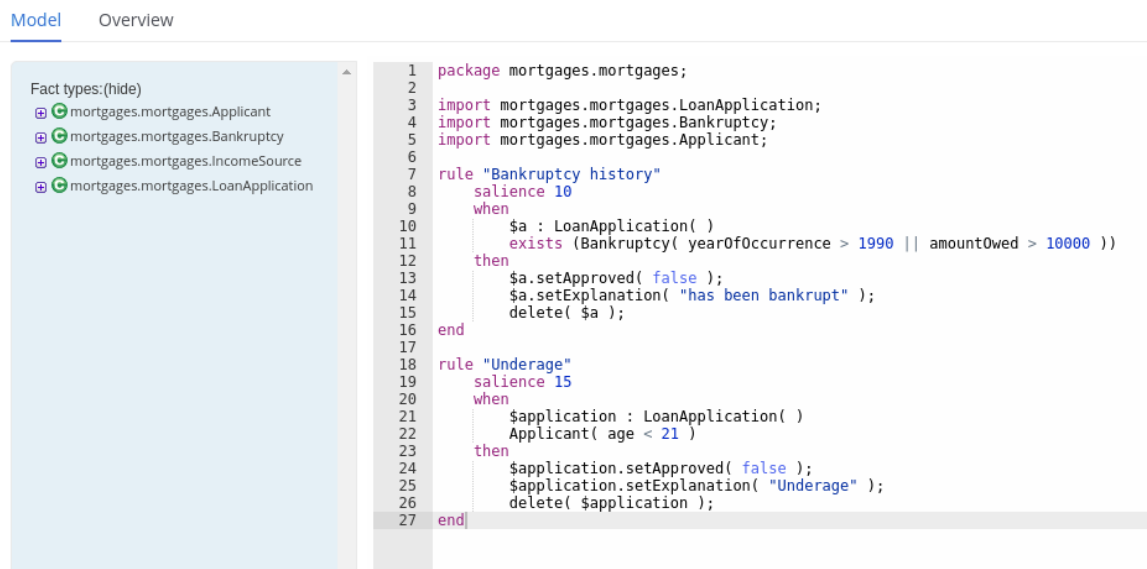 Model Overview
Fact types:(hide)
mortgages.mortgages.Applicant
mortgages.mortgages.Bankruptcy
mortgages.mortgages.IncomeSource
mortgages.mortgages.LoanApplication
1 package mortgages.mortgages;
2
3 import mortgages.mortgages.LoanApplication;
4 import mortgages.mortgages.Bankruptcy;
5 import mortgages.mortgages.Applicant;
6
7 rule "Bankruptcy history"
8     salience 10
9     when
10         $a : LoanApplication( )
11         exists (Bankruptcy( yearOfOccurrence > 1990 || amountOwed > 10000 ))
12     then
13         $a.setApproved( false );
14         $a.setExplanation( "has been bankrupt" );
15         delete( $a );
16 end
17
18 rule "Underage"
19     salience 15
20     when
21         $application : LoanApplication( )
22         Applicant( age < 21 )
23     then
24         $application.setApproved( false );
25         $application.setExplanation( "Underage" );
26         delete( $application );
27 end